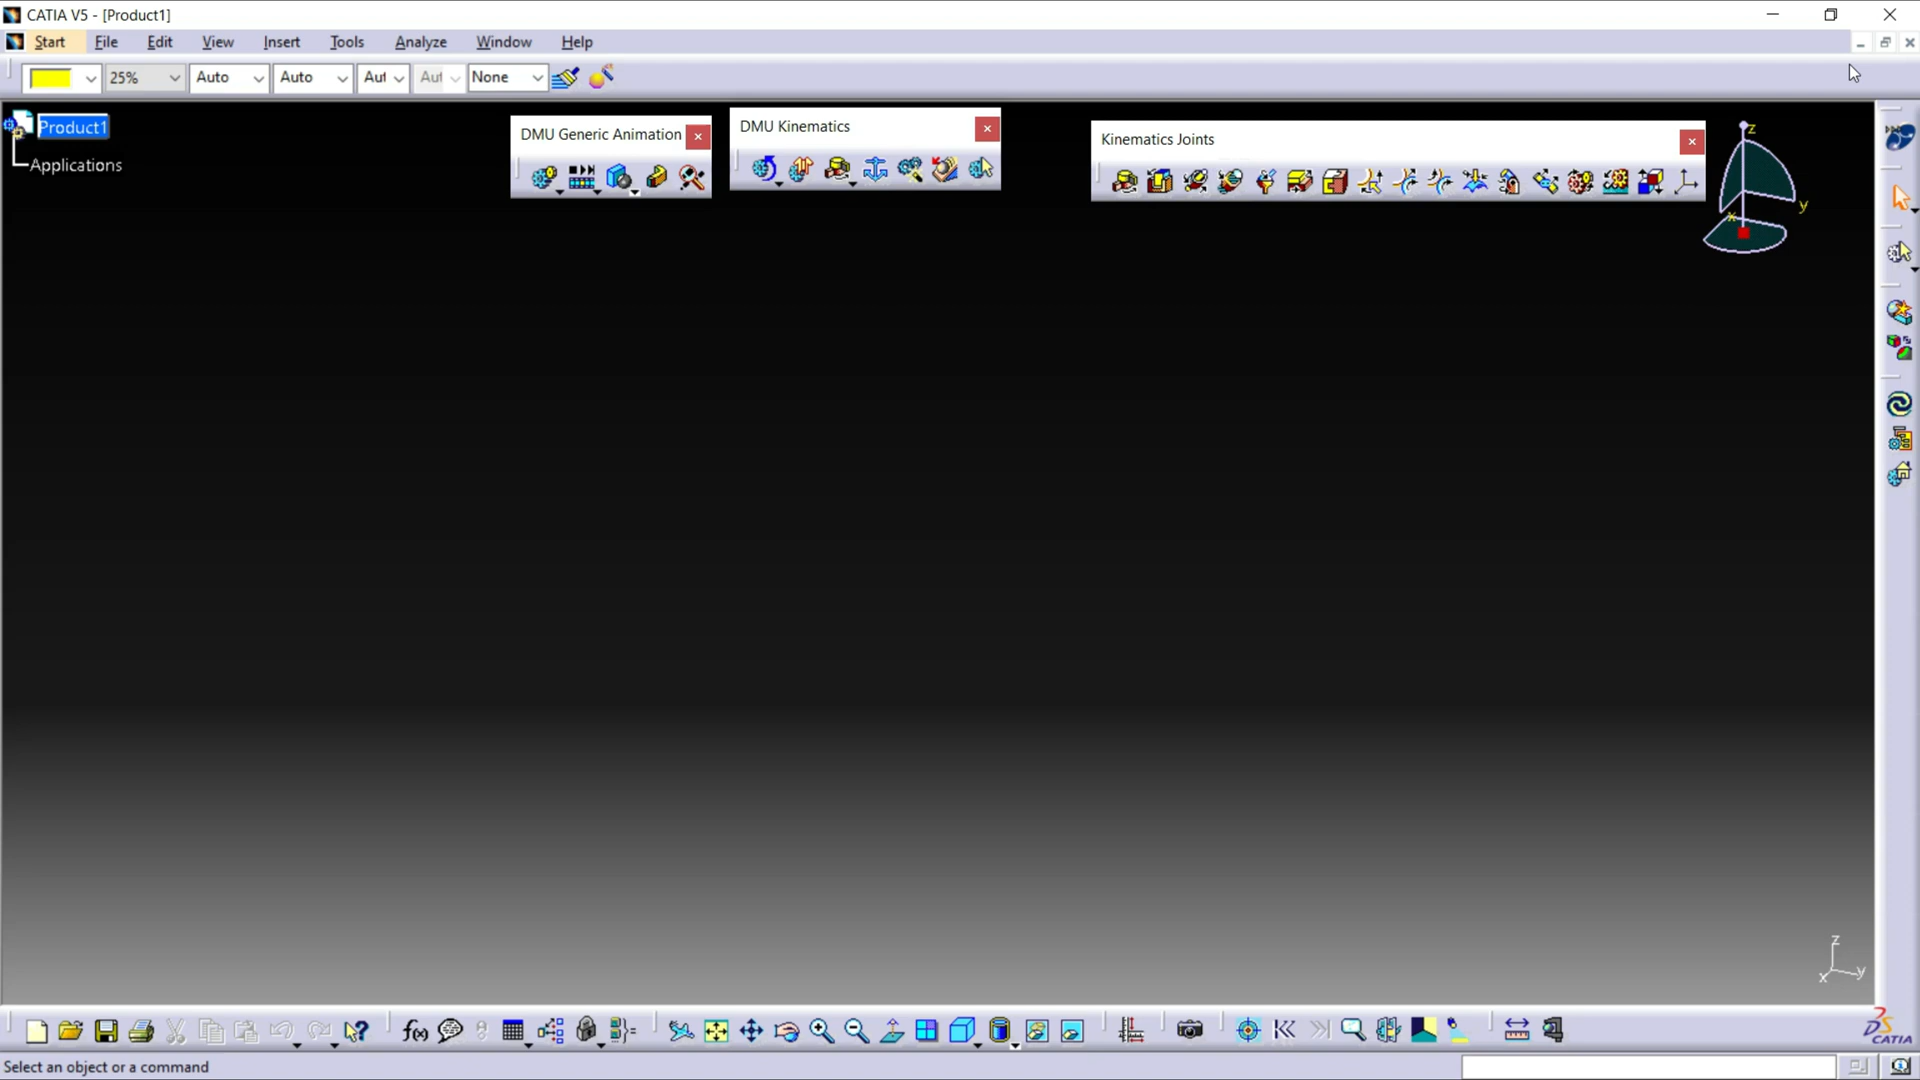 CATIA V5 - [Product1]
Start File Edit View Insert Tools Analyze Window Help
25% Auto Auto Aut Aut None
Product1
Applications
DMU Generic Animation
DMU Kinematics
Kinematics Joints
z
y
x
z
x y
f(x)
CATIA
Select an object or a command